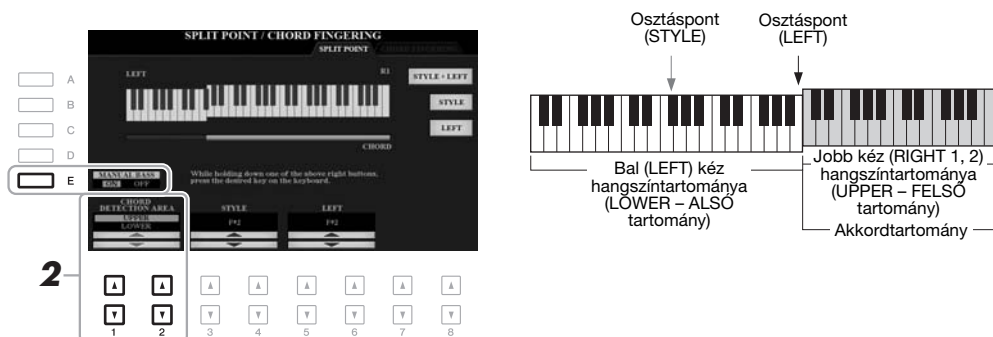 SPLIT POINT / CHORD FINGERING
SPLIT POINT
CHORD FINGERING
LEFT
R1
STYLE + LEFT
STYLE
LEFT
CHORD
A
B
C
D
E
MANUAL BASS
ON OFF
While holding down one of the above right buttons,
press the desired key on the keyboard.
CHORD
DETECTION AREA
UPPER
LOWER
STYLE
F#2
LEFT
F#2
2
1 2 3 4 5 6 7 8
Osztáspont
(STYLE)
Osztáspont
(LEFT)
Bal (LEFT) kéz
hangszíntartománya
(LOWER – ALSÓ
tartomány)
Jobb kéz (RIGHT 1, 2)
hangszíntartománya
(UPPER – FELSŐ
tartomány)
Akkordtartomány